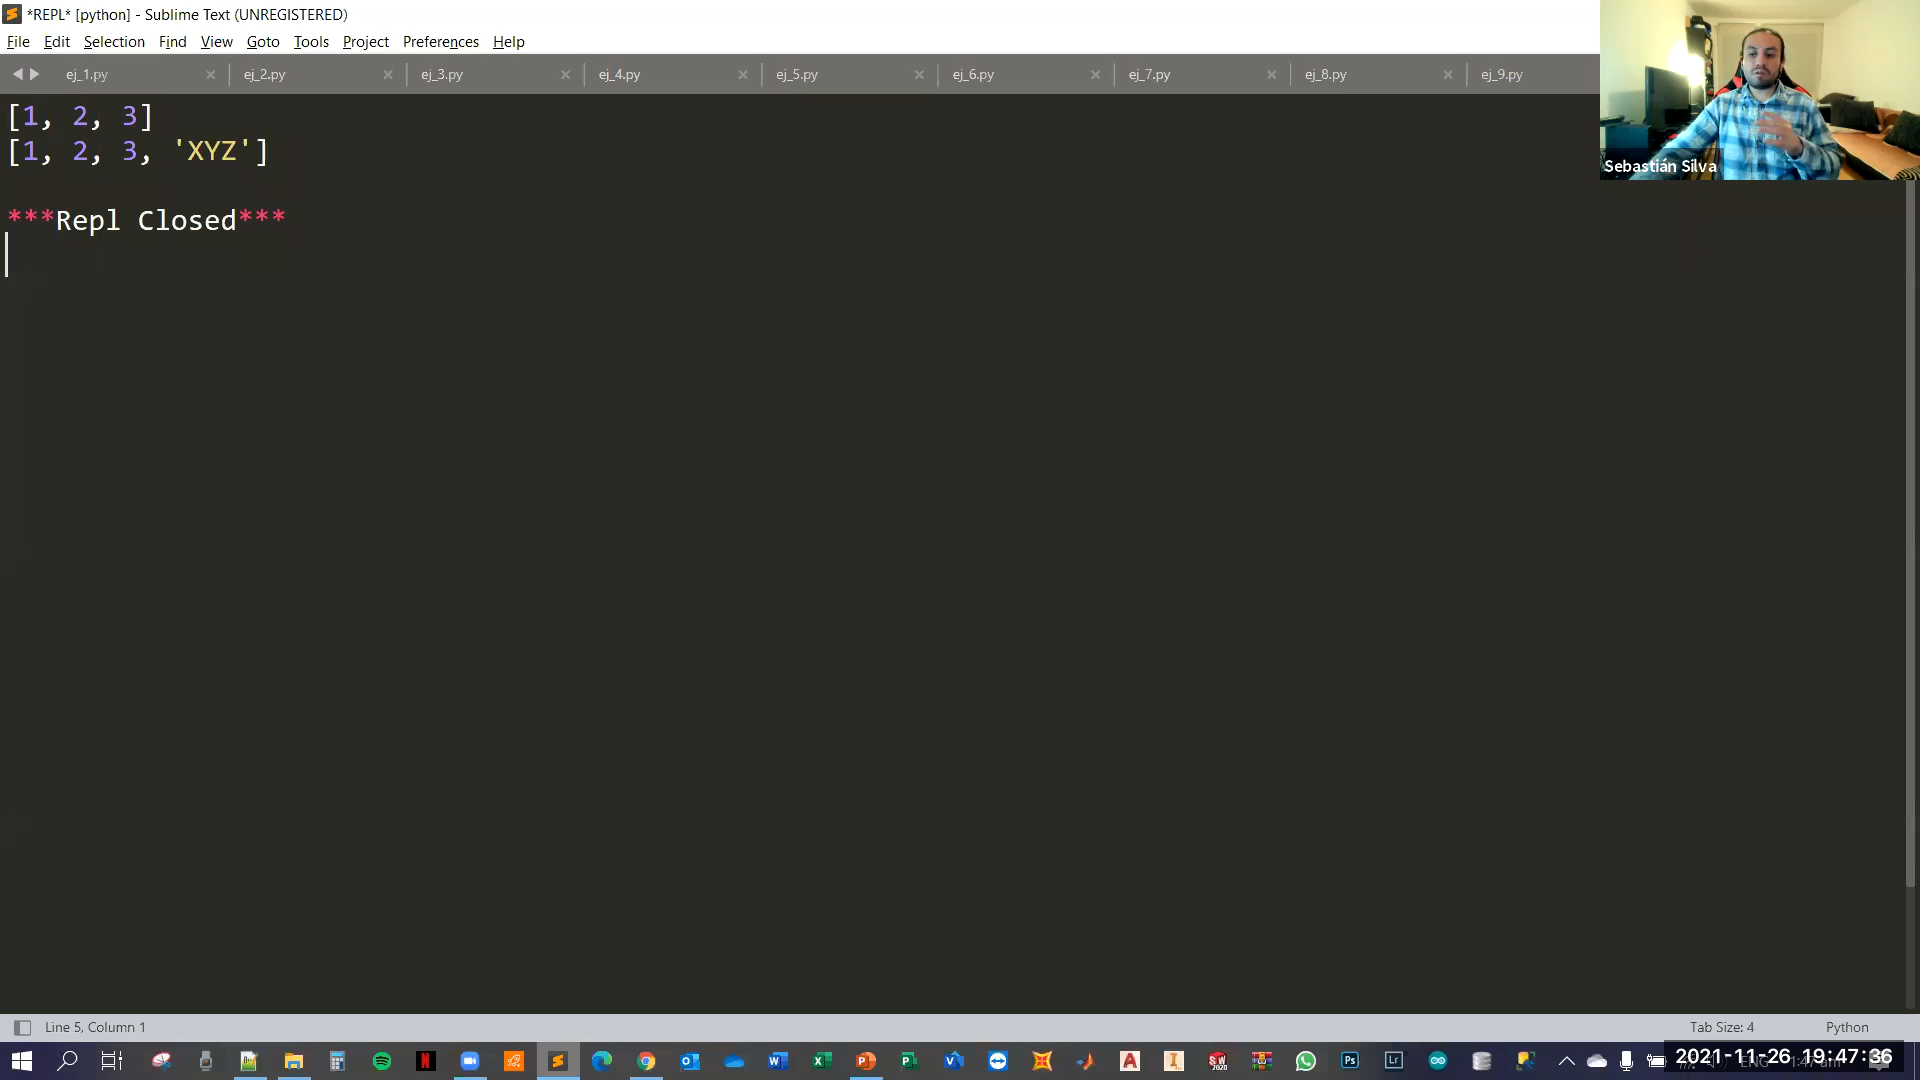 *REPL* [python] - Sublime Text (UNREGISTERED)
File Edit Selection Find View Goto Tools Project Preferences Help
ej_1.py ej_2.py ej_3.py ej_4.py ej_5.py ej_6.py ej_7.py ej_8.py ej_9.py
[1, 2, 3]
[1, 2, 3, 'XYZ']
***Repl Closed***
Sebastián Silva
Line 5, Column 1
Tab Size: 4
Python
2021-11-26 19:47:36